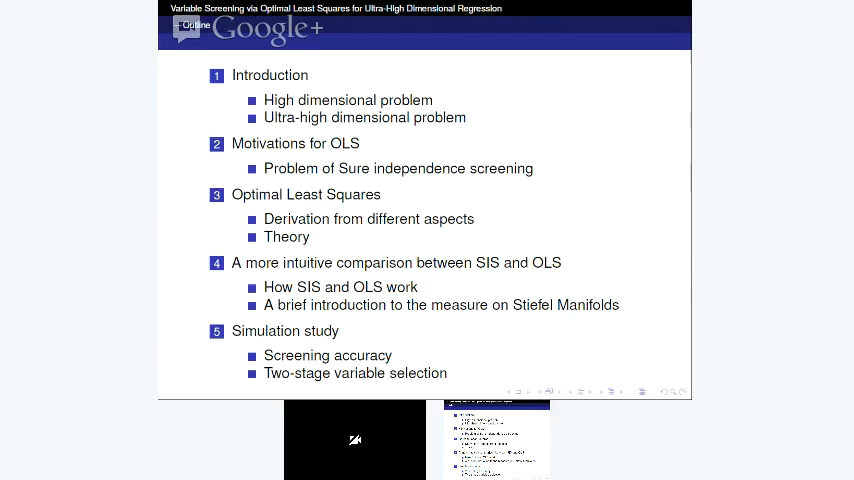 Variable Screening via Optimal Least Squares for Ultra-High Dimensional Regression
Outline
Google+
1 Introduction
High dimensional problem
Ultra-high dimensional problem
2 Motivations for OLS
Problem of Sure independence screening
3 Optimal Least Squares
Derivation from different aspects
Theory
4 A more intuitive comparison between SIS and OLS
How SIS and OLS work
A brief introduction to the measure on Stiefel Manifolds
5 Simulation study
Screening accuracy
Two-stage variable selection